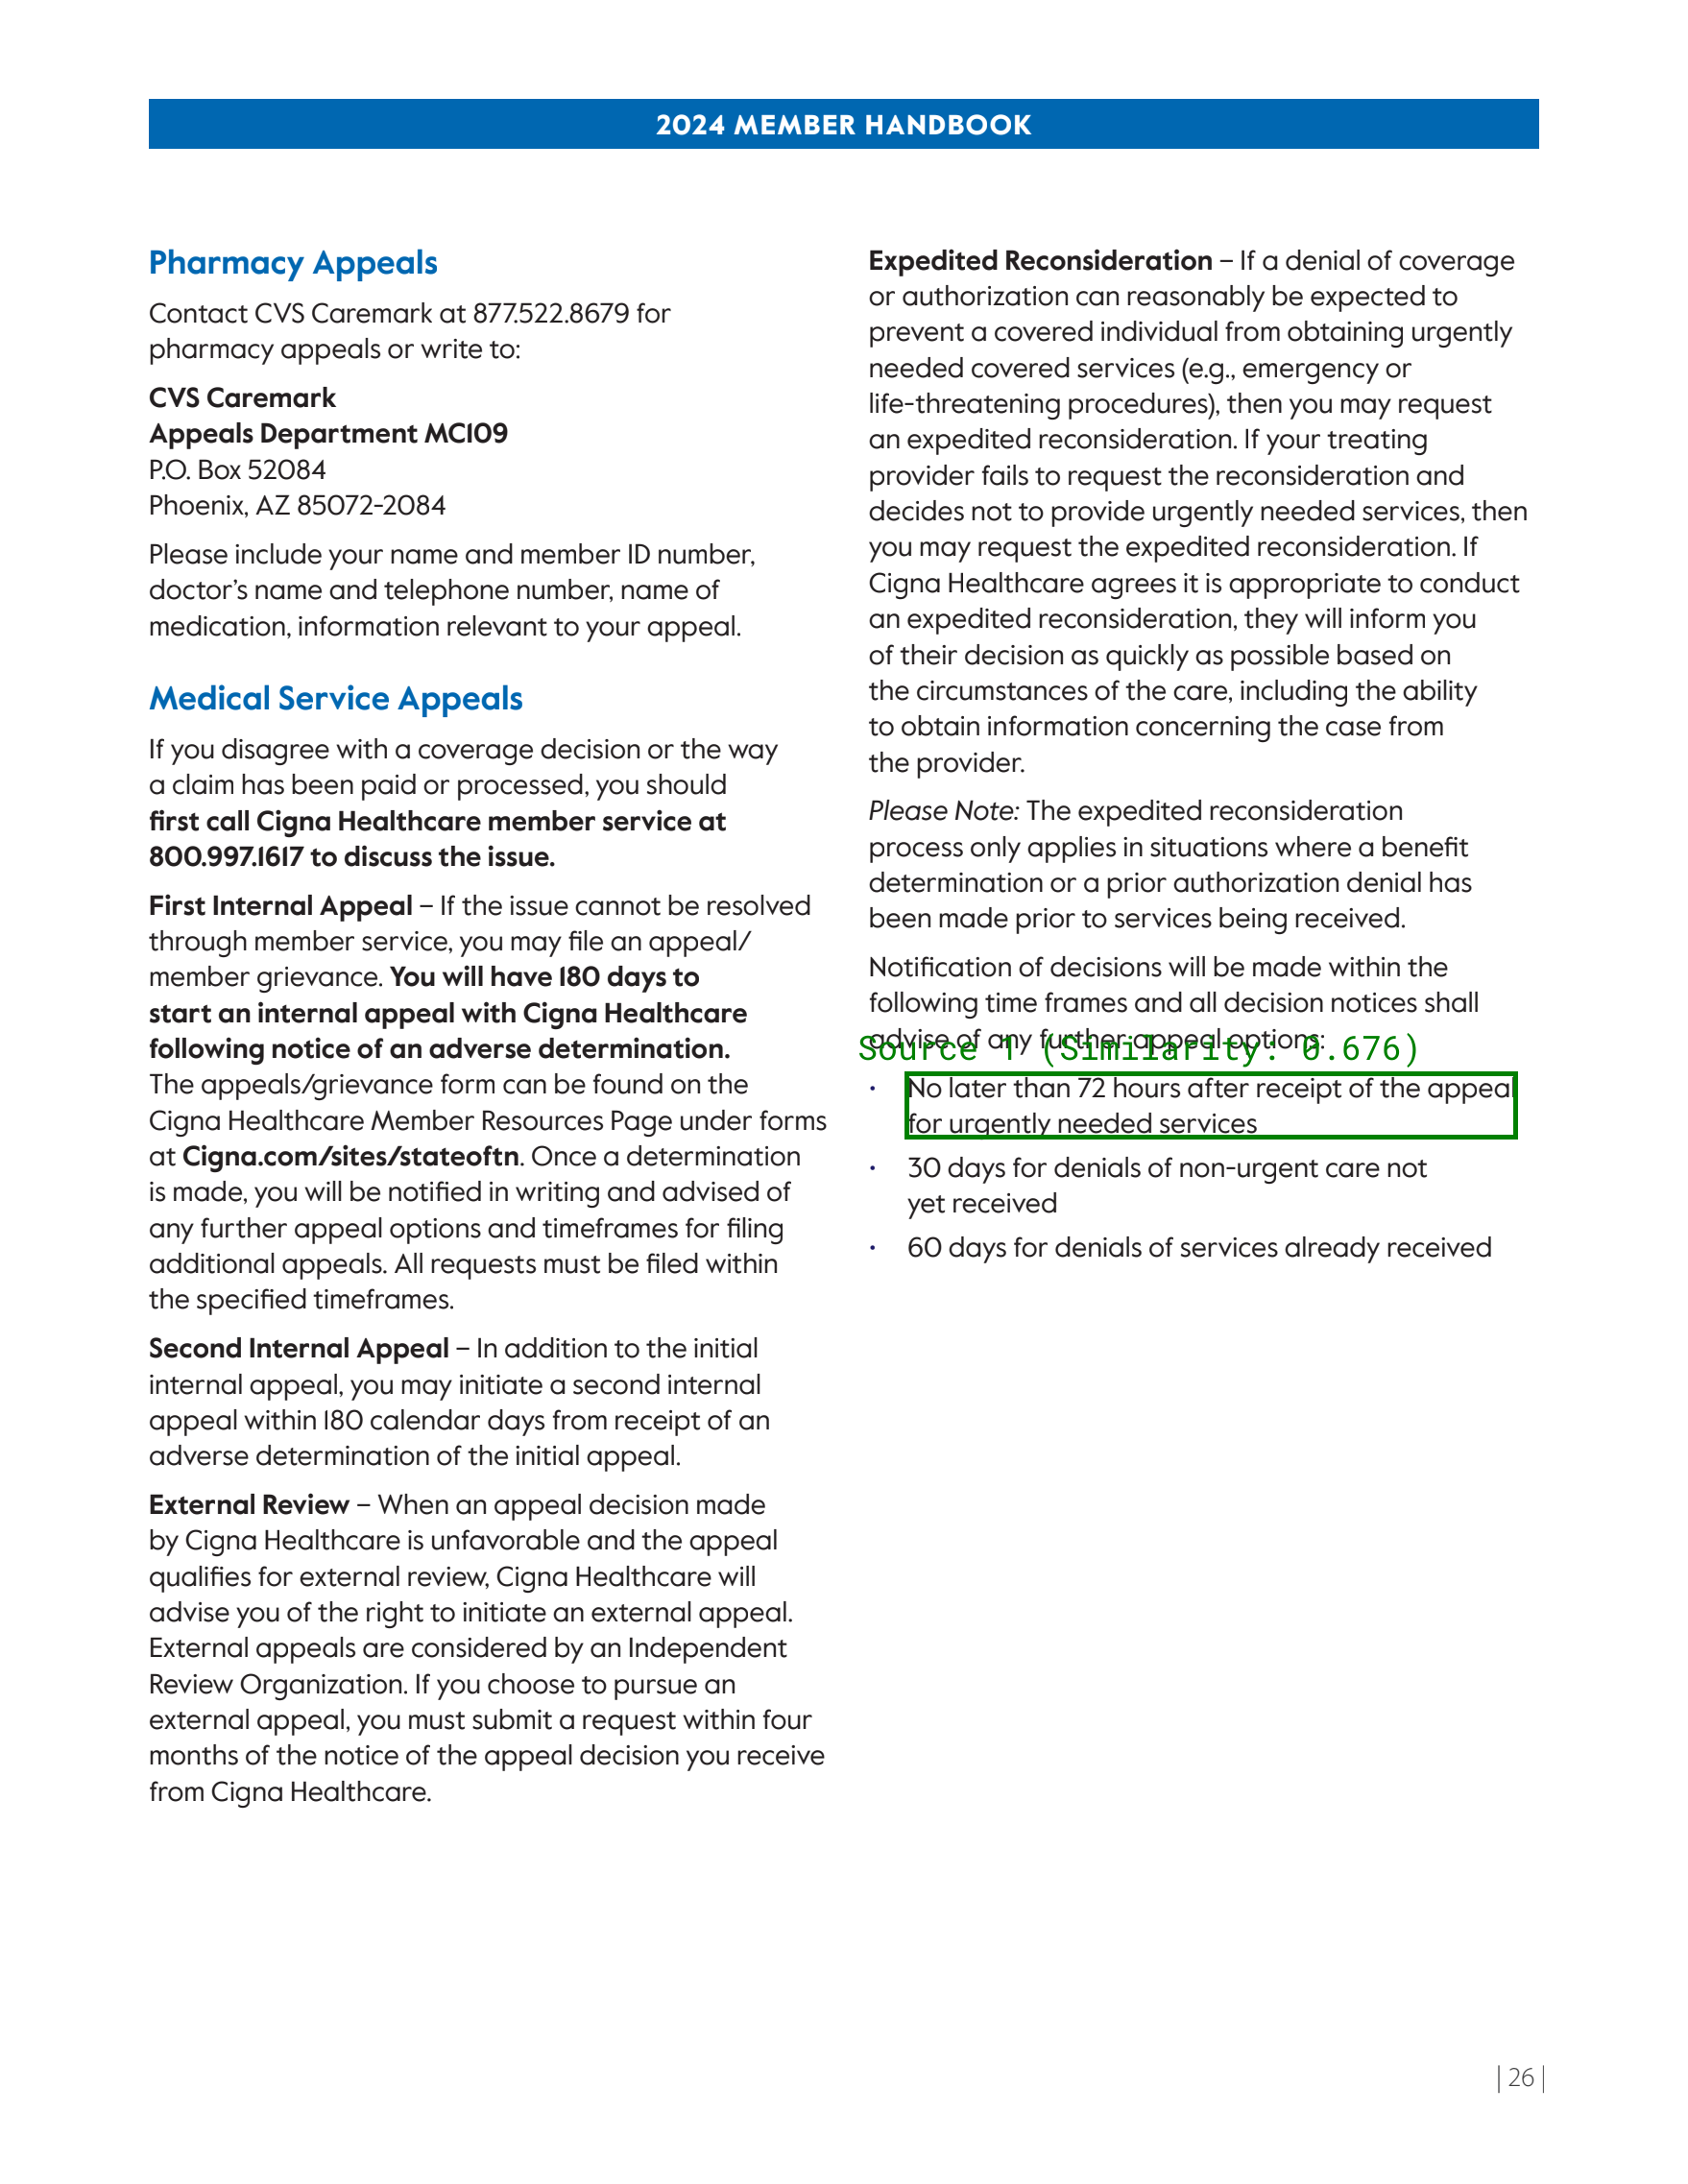 2024 MEMBER HANDBOOK
Pharmacy Appeals
Contact CVS Caremark at 877.522.8679 for
pharmacy appeals or write to:
CVS Caremark
Appeals Department MC109
P.O. Box 52084
Phoenix, AZ 85072-2084
Please include your name and member ID number,
doctor’s name and telephone number, name of
medication, information relevant to your appeal.
Medical Service Appeals
If you disagree with a coverage decision or the way
a claim has been paid or processed, you should
first call Cigna Healthcare member service at
800.997.1617 to discuss the issue.
First Internal Appeal – If the issue cannot be resolved
through member service, you may file an appeal/
member grievance. You will have 180 days to
start an internal appeal with Cigna Healthcare
following notice of an adverse determination.
The appeals/grievance form can be found on the
Cigna Healthcare Member Resources Page under forms
at Cigna.com/sites/stateoftn. Once a determination
is made, you will be notified in writing and advised of
any further appeal options and timeframes for filing
additional appeals. All requests must be filed within
the specified timeframes.
Second Internal Appeal – In addition to the initial
internal appeal, you may initiate a second internal
appeal within 180 calendar days from receipt of an
adverse determination of the initial appeal.
External Review – When an appeal decision made
by Cigna Healthcare is unfavorable and the appeal
qualifies for external review, Cigna Healthcare will
advise you of the right to initiate an external appeal.
External appeals are considered by an Independent
Review Organization. If you choose to pursue an
external appeal, you must submit a request within four
months of the notice of the appeal decision you receive
from Cigna Healthcare.
Expedited Reconsideration – If a denial of coverage
or authorization can reasonably be expected to
prevent a covered individual from obtaining urgently
needed covered services (e.g., emergency or
life-threatening procedures), then you may request
an expedited reconsideration. If your treating
provider fails to request the reconsideration and
decides not to provide urgently needed services, then
you may request the expedited reconsideration. If
Cigna Healthcare agrees it is appropriate to conduct
an expedited reconsideration, they will inform you
of their decision as quickly as possible based on
the circumstances of the care, including the ability
to obtain information concerning the case from
the provider.
Please Note: The expedited reconsideration
process only applies in situations where a benefit
determination or a prior authorization denial has
been made prior to services being received.
Notification of decisions will be made within the
following time frames and all decision notices shall
advise of any further appeal options:
Source 1 (Similarity: 0.676)
• No later than 72 hours after receipt of the appeal
for urgently needed services
• 30 days for denials of non-urgent care not
yet received
• 60 days for denials of services already received
| 26 |